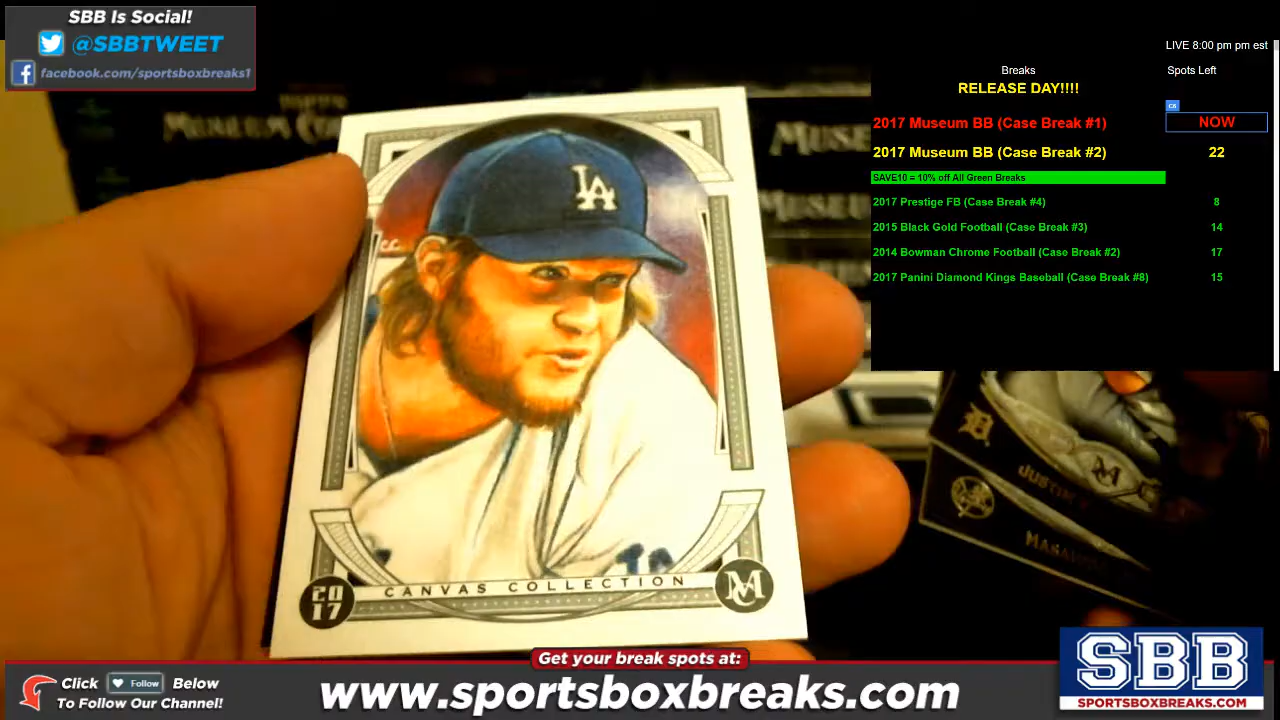 SBB Is Social!
@SBBTWEET
facebook.com/sportsboxbreaks1
LIVE 8:00 pm pm est
Breaks
Spots Left
RELEASE DAY!!!!
2017 Museum BB (Case Break #1)
NOW
2017 Museum BB (Case Break #2)
22
SAVE10 = 10% off All Green Breaks
2017 Prestige FB (Case Break #4)
8
2015 Black Gold Football (Case Break #3)
14
2014 Bowman Chrome Football (Case Break #2)
17
2017 Panini Diamond Kings Baseball (Case Break #8)
15
LA
20
17
CANVAS COLLECTION
MC
JUSTIN
Get your break spots at:
Click Follow Below
To Follow Our Channel!
www.sportsboxbreaks.com
SBB
SPORTSBOXBREAKS.COM